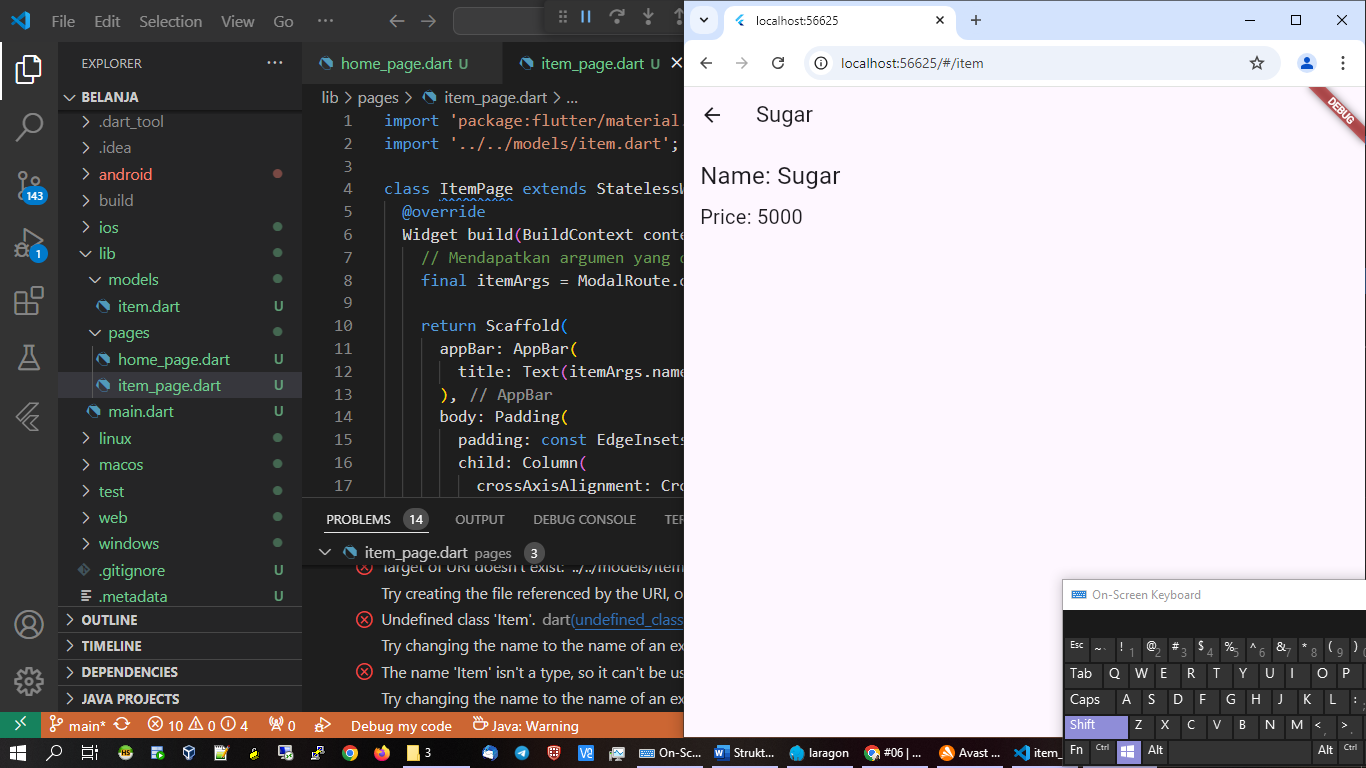 File Edit Selection View Go ...
EXPLORER
BELANJA
.dart_tool
.idea
android
build
ios
lib
models
item.dart U
pages
home_page.dart U
item_page.dart U
main.dart U
linux
macos
test
web
windows
.gitignore U
.metadata U
OUTLINE
TIMELINE
DEPENDENCIES
JAVA PROJECTS
143
1
home_page.dart U
item_page.dart U
lib > pages > item_page.dart > ...
1 import 'package:flutter/material.
2 import '../../models/item.dart';
3
4 class ItemPage extends StatelessW
5 @override
6 Widget build(BuildContext conte
7 // Mendapatkan argumen yang d
8 final itemArgs = ModalRoute.o
9
10 return Scaffold(
11 appBar: AppBar(
12 title: Text(itemArgs.name
13 ), // AppBar
14 body: Padding(
15 padding: const EdgeInsets
16 child: Column(
17 crossAxisAlignment: Cro
PROBLEMS 14 OUTPUT DEBUG CONSOLE TER
item_page.dart pages 3
Target of URI doesn't exist: '../../models/item
Try creating the file referenced by the URI, o
Undefined class 'Item'. dart(undefined_class
Try changing the name to the name of an ex
The name 'Item' isn't a type, so it can't be us
Try changing the name to the name of an ex
main* 10 0 4 0 Debug my code Java: Warning
localhost:56625
localhost:56625/#/item
DEBUG
Sugar
Name: Sugar
Price: 5000
On-Screen Keyboard
Esc ~ ` ! 1 @ 2 # 3 $ 4 % 5 ^ 6 & 7 * 8 ( 9 ) 0
Tab Q W E R T Y U I O P
Caps A S D F G H J K L : ;
Shift Z X C V B N M < , > .
Fn Ctrl Alt Alt Ctrl
3 On-Sc... Strukt... laragon #06 | ... Avast ... item_